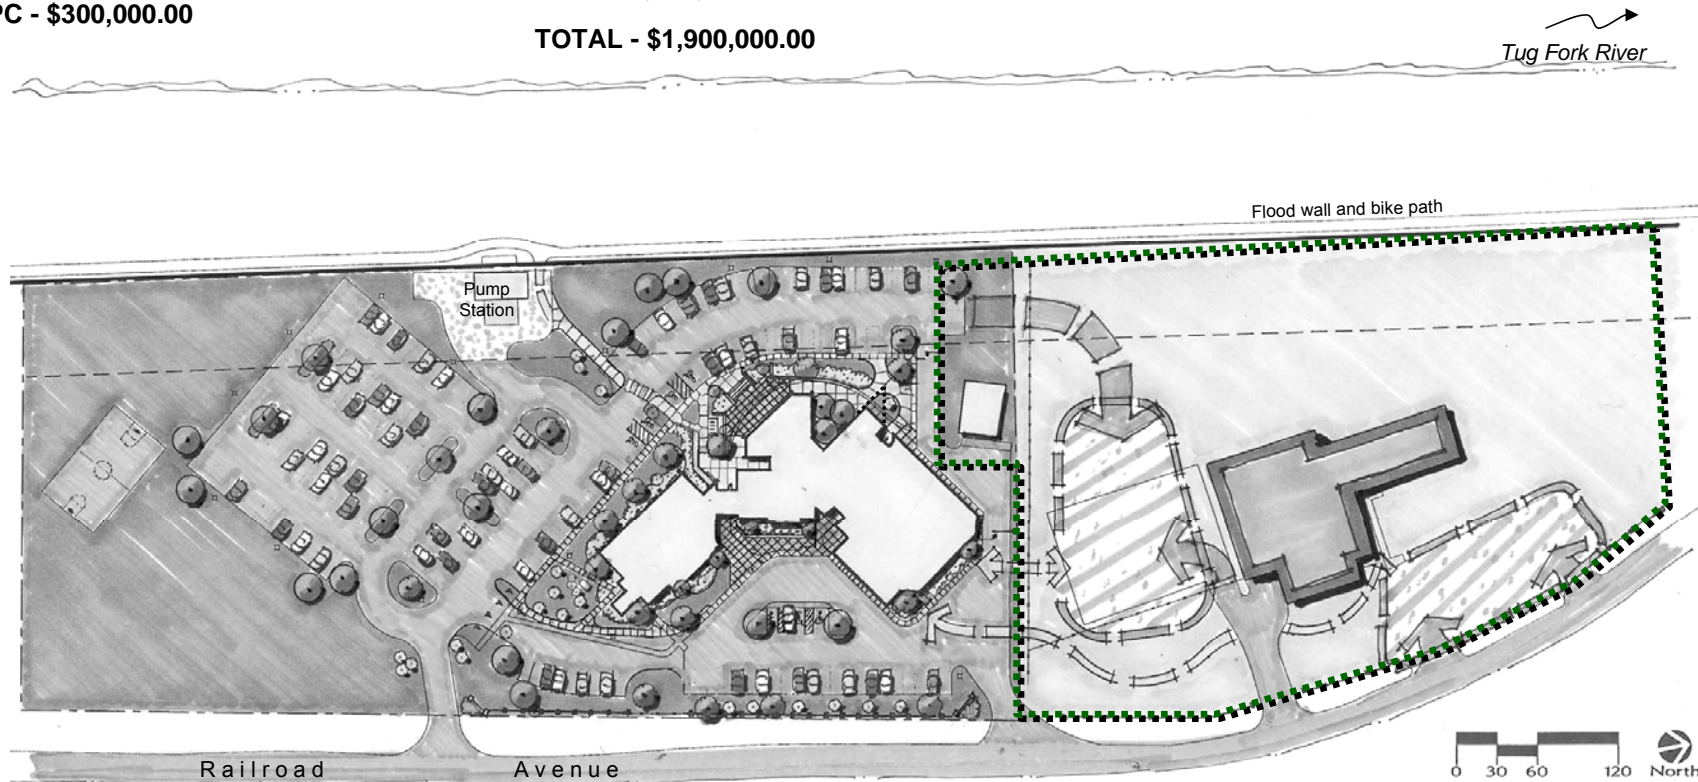 PC - $300,000.00
TOTAL - $1,900,000.00
Tug Fork River
Flood wall and bike path
Pump
Station
Railroad Avenue
0 30 60 120 North